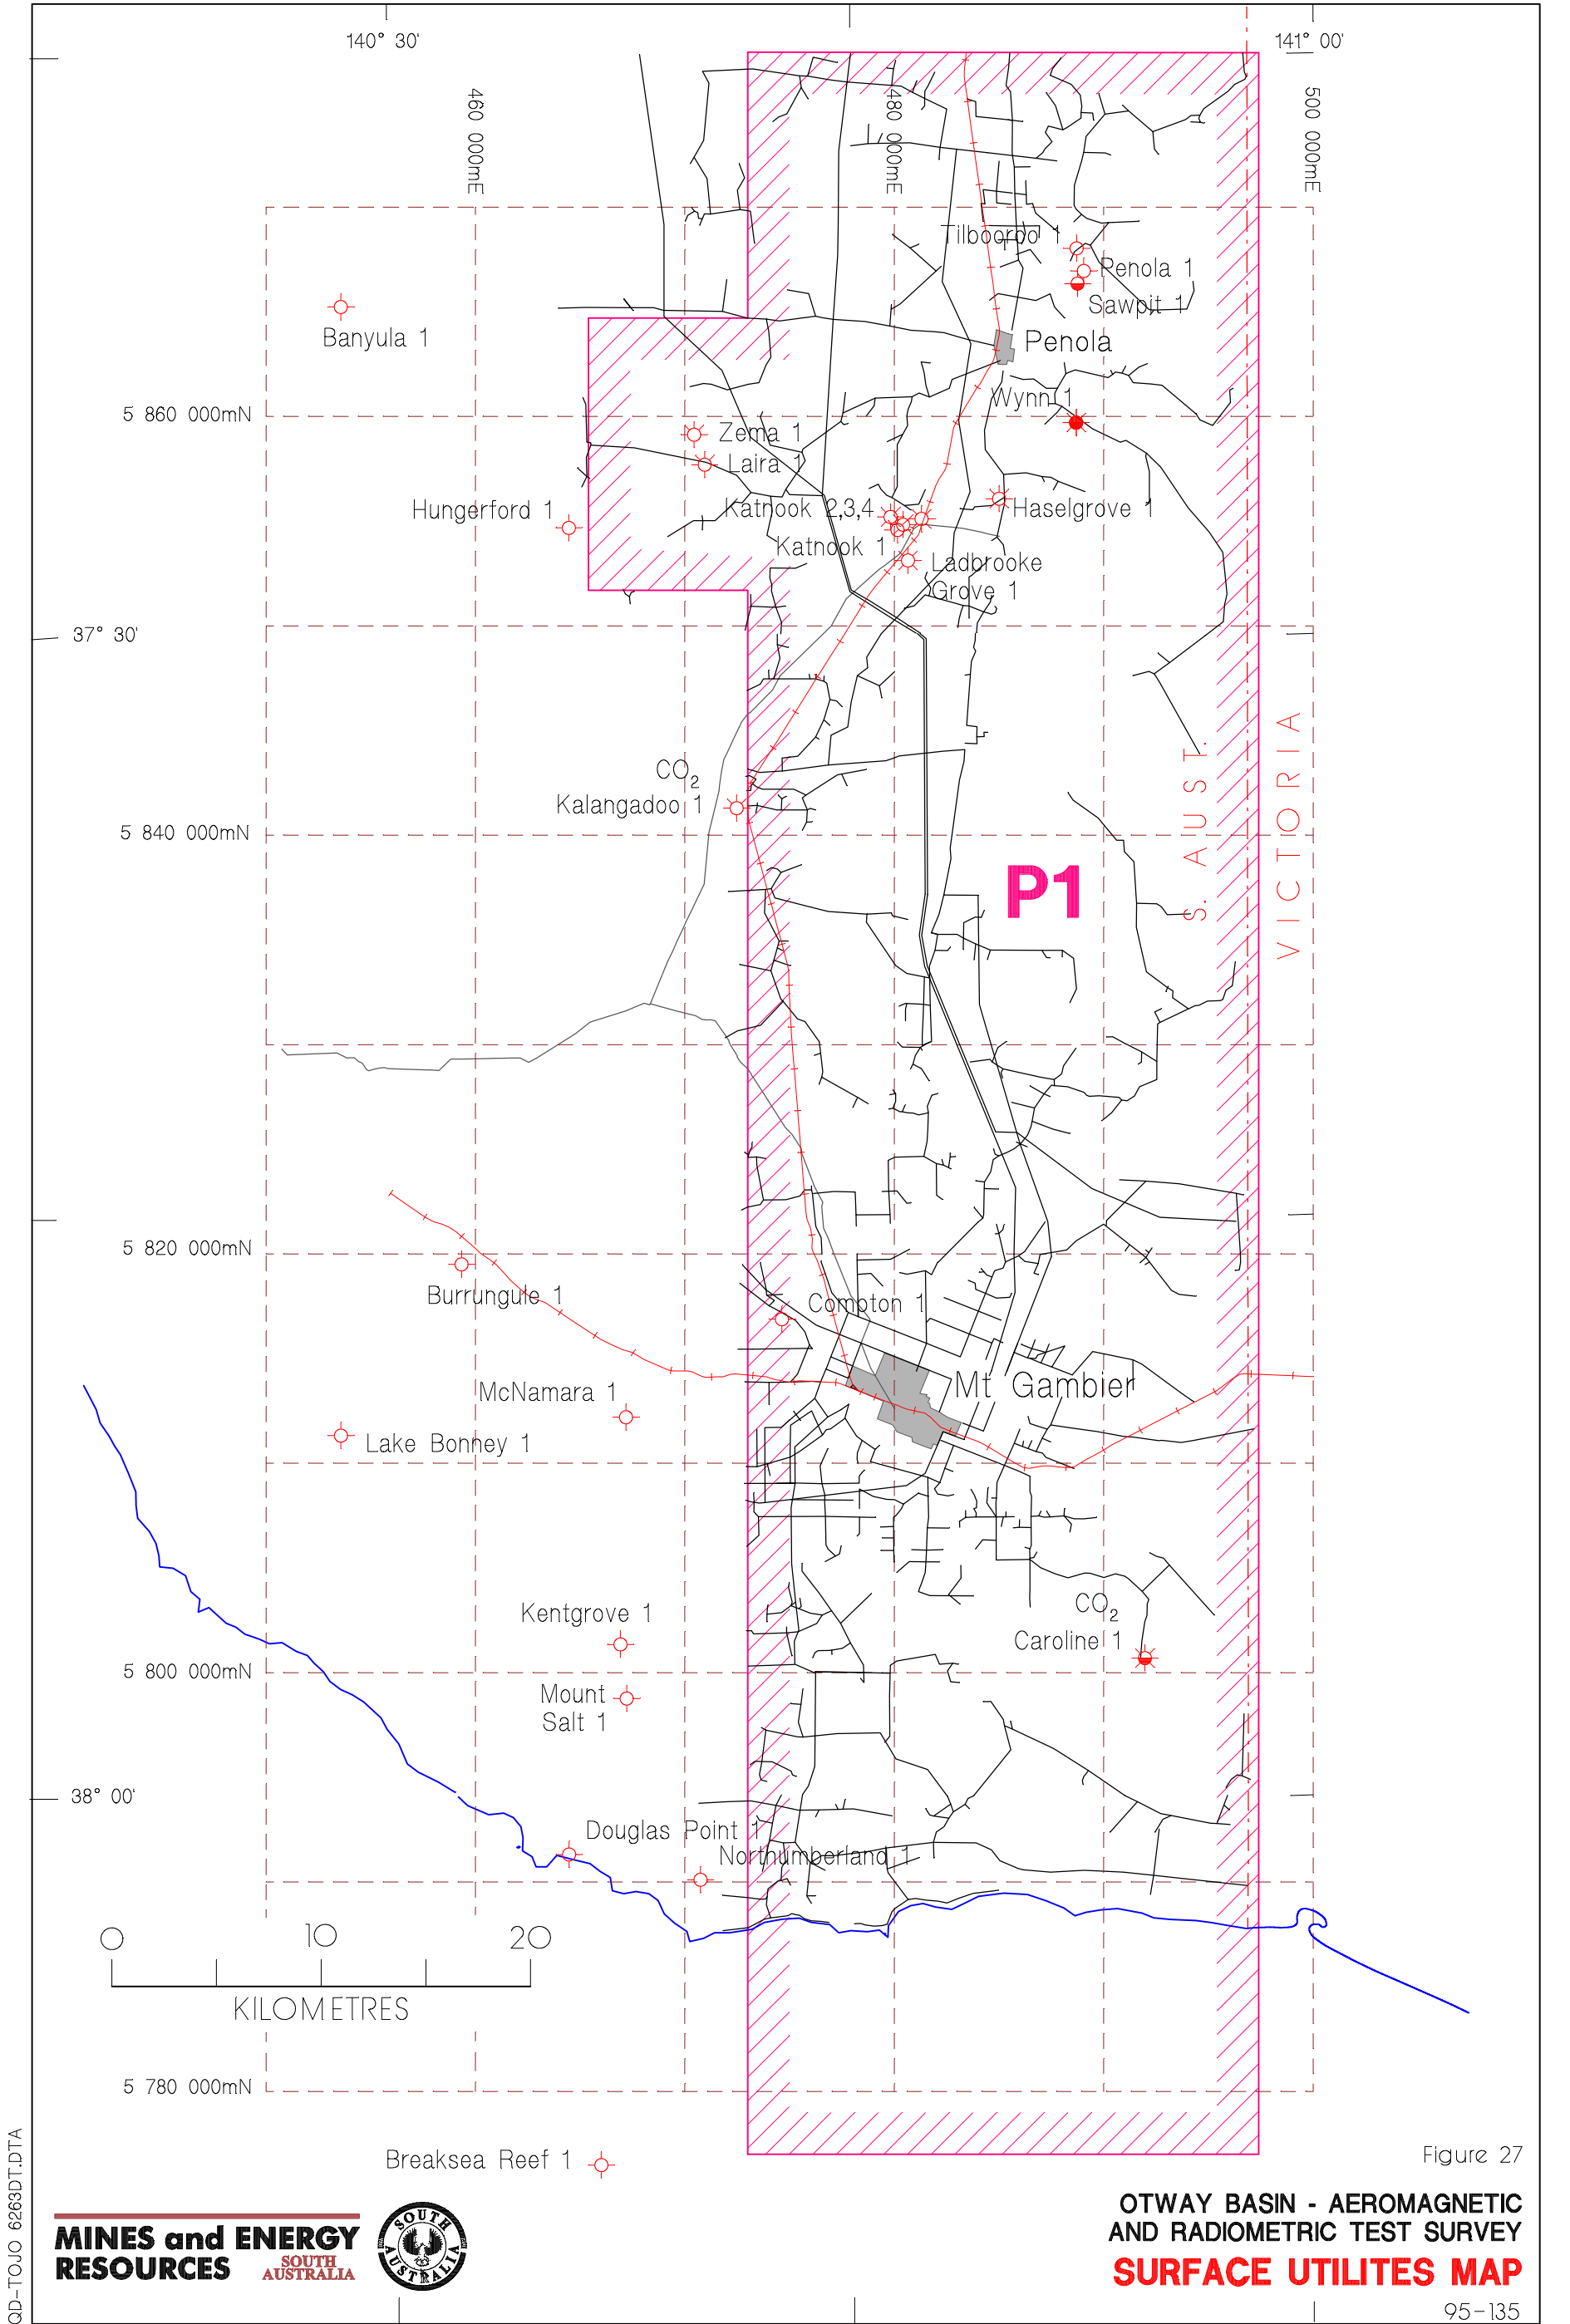 140° 30'
141° 00'
460 000mE
480 000mE
500 000mE
Tilbooroo 1
Penola 1
Sawpit 1
Banyula 1
Penola
Wynn 1
5 860 000mN
Zema 1
Laira 1
Hungerford 1
Katnook 2,3,4
Haselgrove 1
Katnook 1
Ladbrooke
Grove 1
37° 30'
S. AUST.
VICTORIA
CO2
Kalangadoo 1
5 840 000mN
P1
5 820 000mN
Burrungule 1
Compton 1
McNamara 1
Mt Gambier
Lake Bonney 1
Kentgrove 1
CO2
Caroline 1
5 800 000mN
Mount
Salt 1
38° 00'
Douglas Point 1
Northumberland 1
0 10 20
KILOMETRES
5 780 000mN
Breaksea Reef 1
Figure 27
QD-TOJO 6263DT.DTA
MINES and ENERGY
RESOURCES SOUTH
AUSTRALIA
SOUTH
AUSTRALIA
OTWAY BASIN - AEROMAGNETIC
AND RADIOMETRIC TEST SURVEY
SURFACE UTILITES MAP
95-135